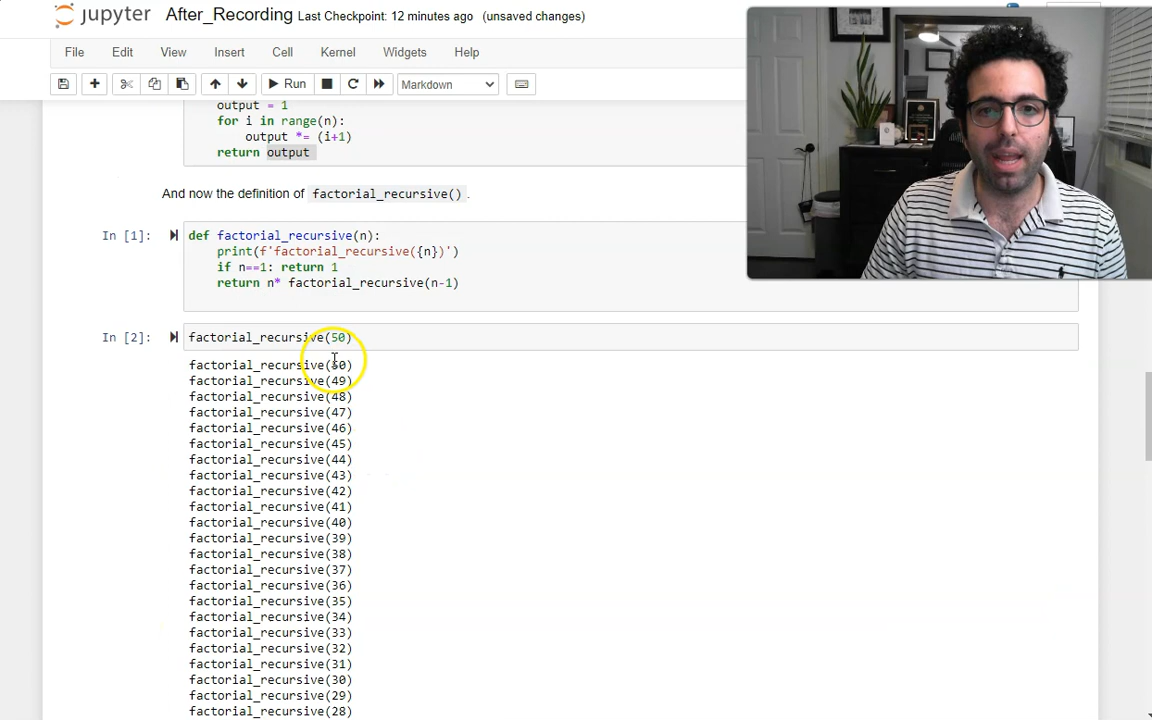 jupyter After_Recording Last Checkpoint: 12 minutes ago (unsaved changes)
File Edit View Insert Cell Kernel Widgets Help
Run Markdown
output = 1
for i in range(n):
output *= (i+1)
return output
And now the definition of factorial_recursive() .
In [1]: def factorial_recursive(n):
print(f'factorial_recursive({n})')
if n==1: return 1
return n* factorial_recursive(n-1)
In [2]: factorial_recursive(50)
factorial_recursive(50)
factorial_recursive(49)
factorial_recursive(48)
factorial_recursive(47)
factorial_recursive(46)
factorial_recursive(45)
factorial_recursive(44)
factorial_recursive(43)
factorial_recursive(42)
factorial_recursive(41)
factorial_recursive(40)
factorial_recursive(39)
factorial_recursive(38)
factorial_recursive(37)
factorial_recursive(36)
factorial_recursive(35)
factorial_recursive(34)
factorial_recursive(33)
factorial_recursive(32)
factorial_recursive(31)
factorial_recursive(30)
factorial_recursive(29)
factorial_recursive(28)